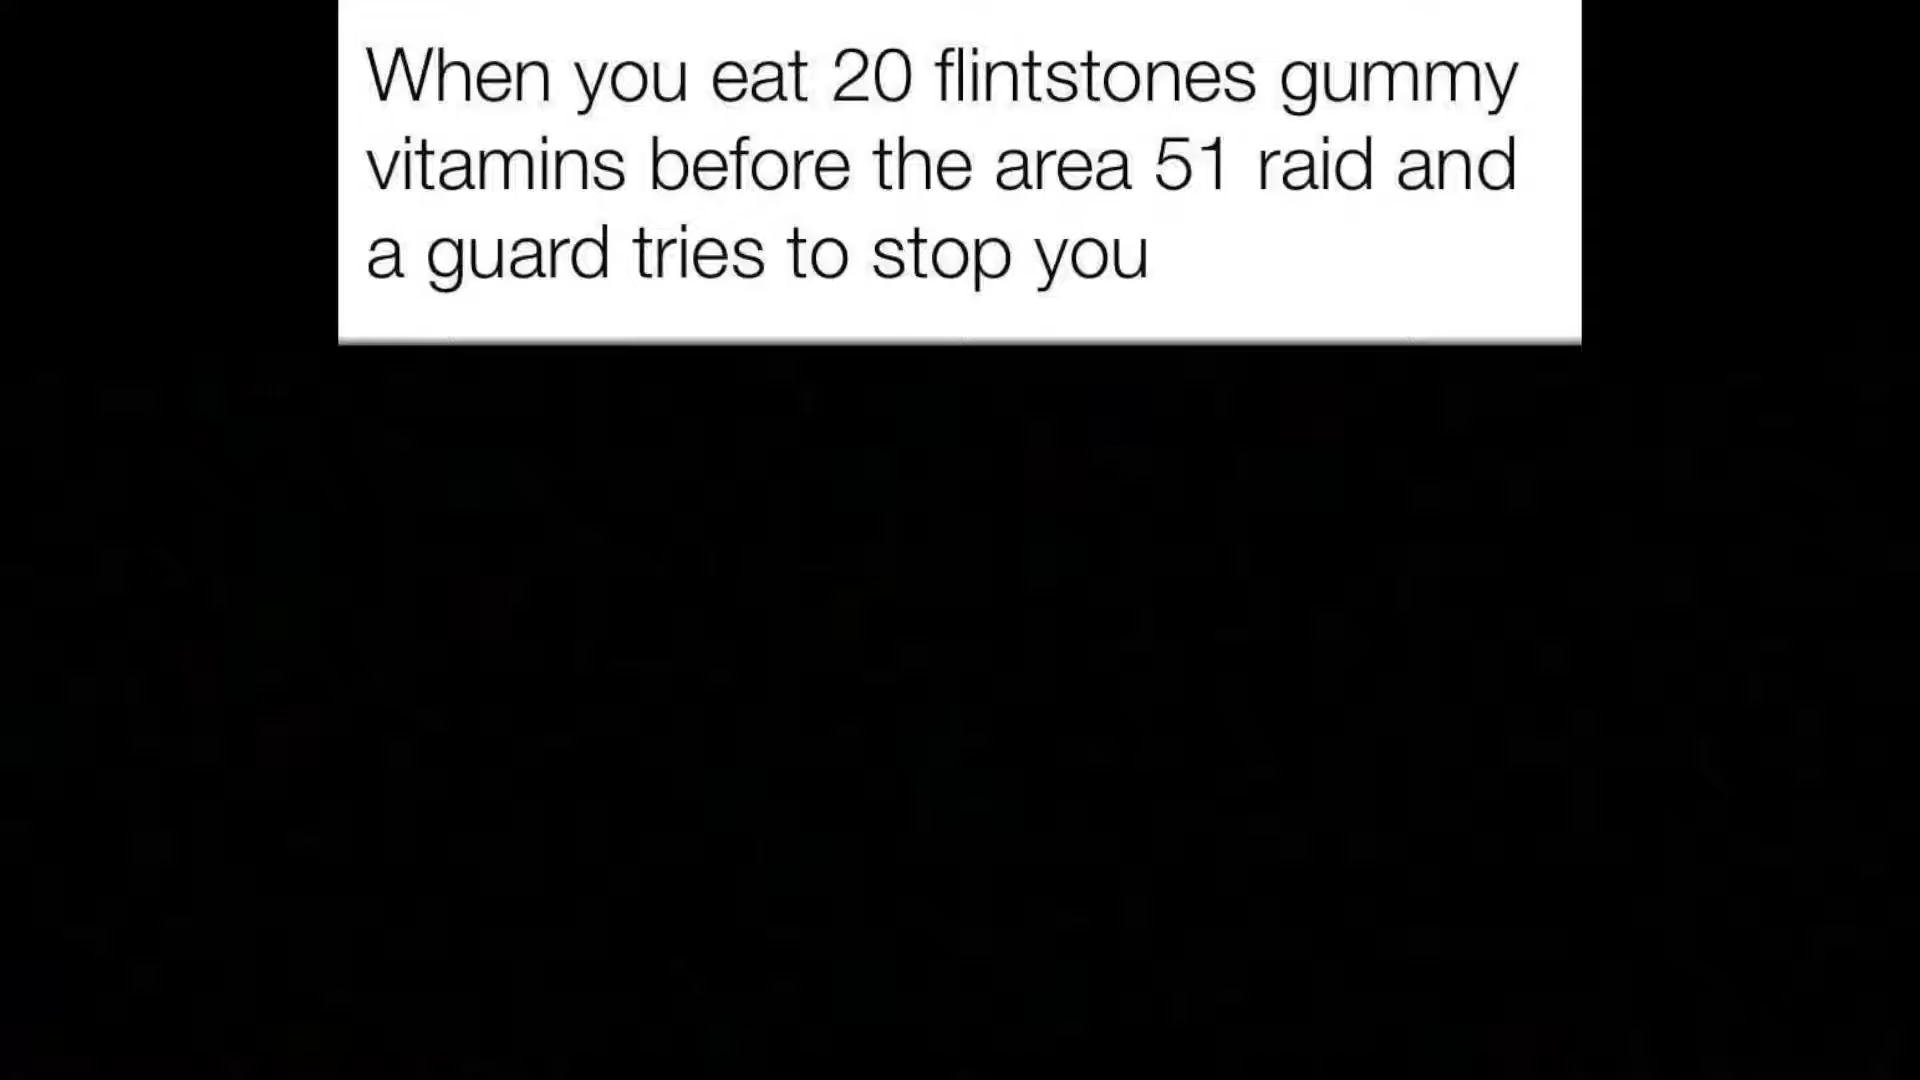 When you eat 20 flintstones gummy
vitamins before the area 51 raid and
a guard tries to stop you